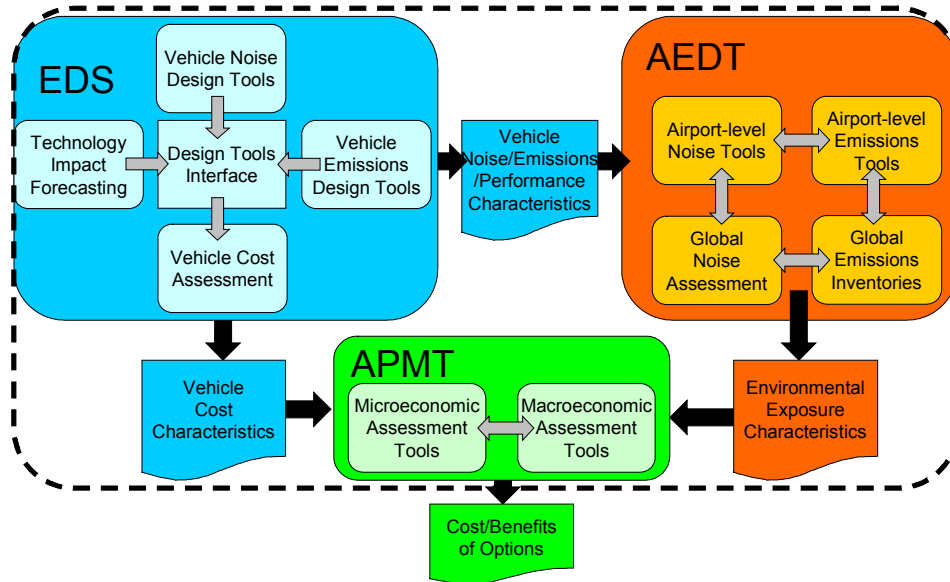 EDS
Vehicle Noise
Design Tools
Technology
Impact
Forecasting
Design Tools
Interface
Vehicle
Emissions
Design Tools
Vehicle Cost
Assessment
Vehicle
Noise/Emissions
/Performance
Characteristics
AEDT
Airport-level
Noise Tools
Airport-level
Emissions
Tools
Global
Noise
Assessment
Global
Emissions
Inventories
Vehicle
Cost
Characteristics
APMT
Microeconomic
Assessment
Tools
Macroeconomic
Assessment
Tools
Environmental
Exposure
Characteristics
Cost/Benefits
of Options